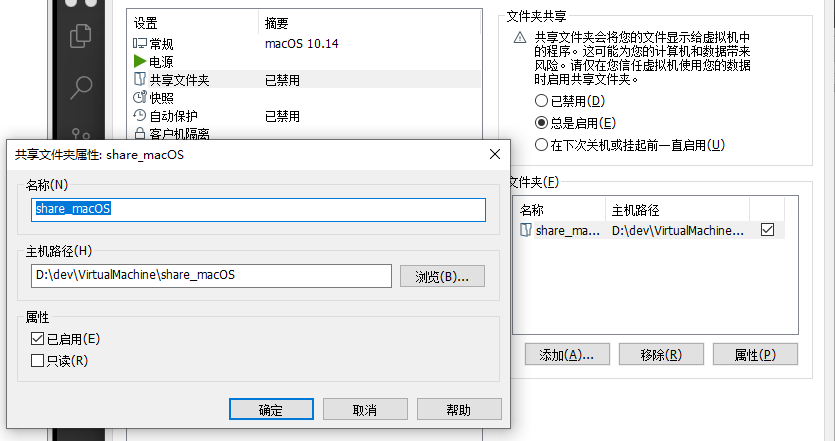 设置 摘要
常规 macOS 10.14
电源
共享文件夹 已禁用
快照
自动保护 已禁用
客户机隔离
文件夹共享
共享文件夹会将您的文件显示给虚拟机中
的程序。这可能为您的计算机和数据带来
风险。请仅在您信任虚拟机使用您的数据
时启用共享文件夹。
已禁用(D)
总是启用(E)
在下次关机或挂起前一直启用(U)
文件夹(F)
名称 主机路径
share_ma... D:\dev\VirtualMachine...
添加(A)... 移除(R) 属性(P)
共享文件夹属性: share_macOS
名称(N)
share_macOS
主机路径(H)
D:\dev\VirtualMachine\share_macOS 浏览(B)...
属性
已启用(E)
只读(R)
确定 取消 帮助